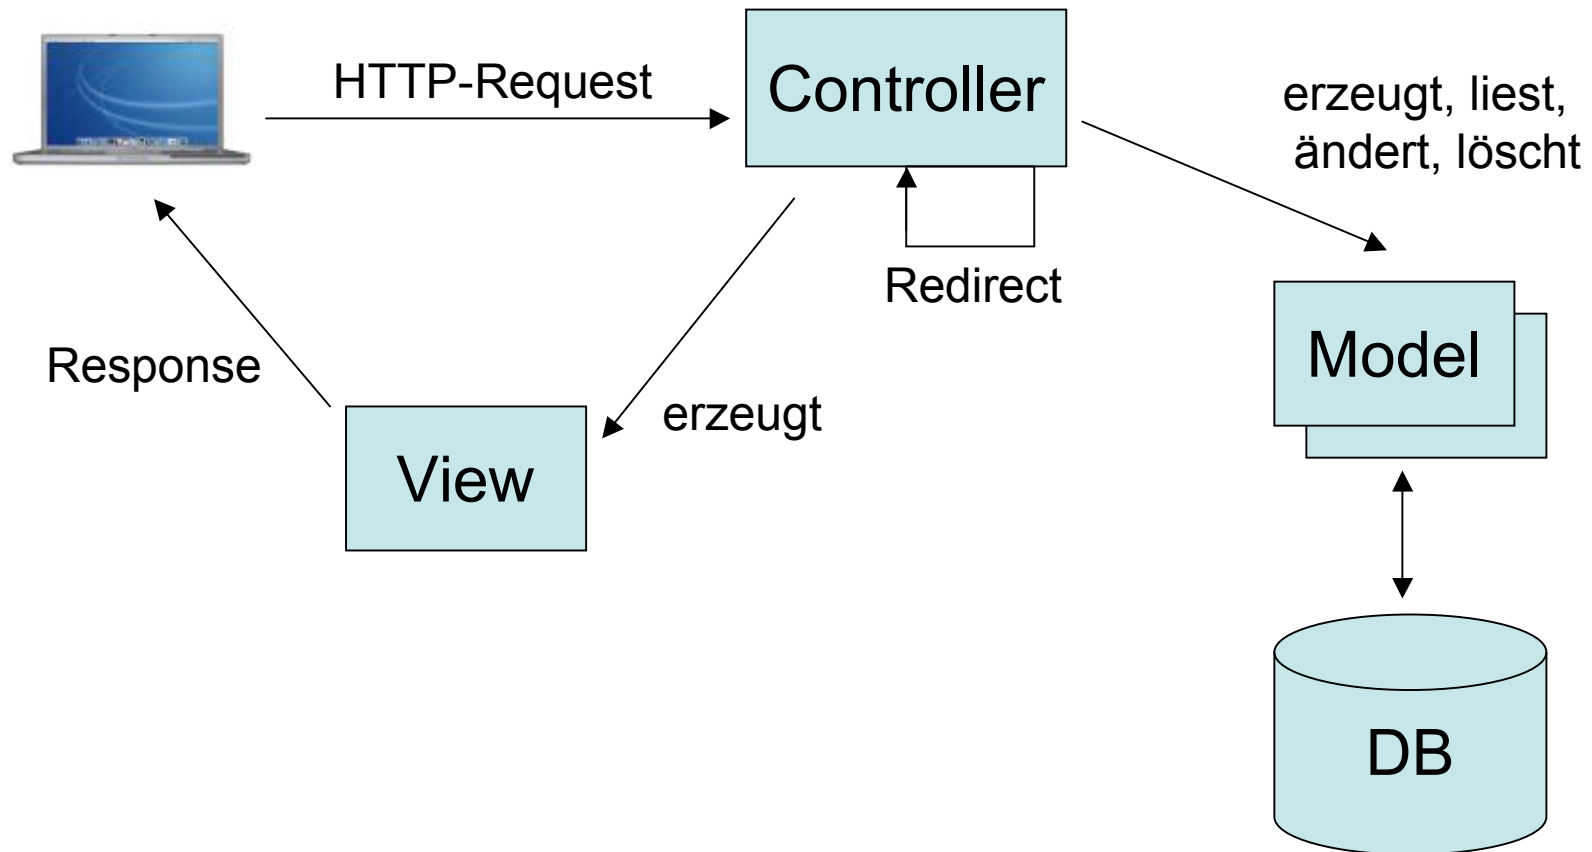 HTTP-Request
Controller
erzeugt, liest,
ändert, löscht
Redirect
Response
erzeugt
Model
View
DB